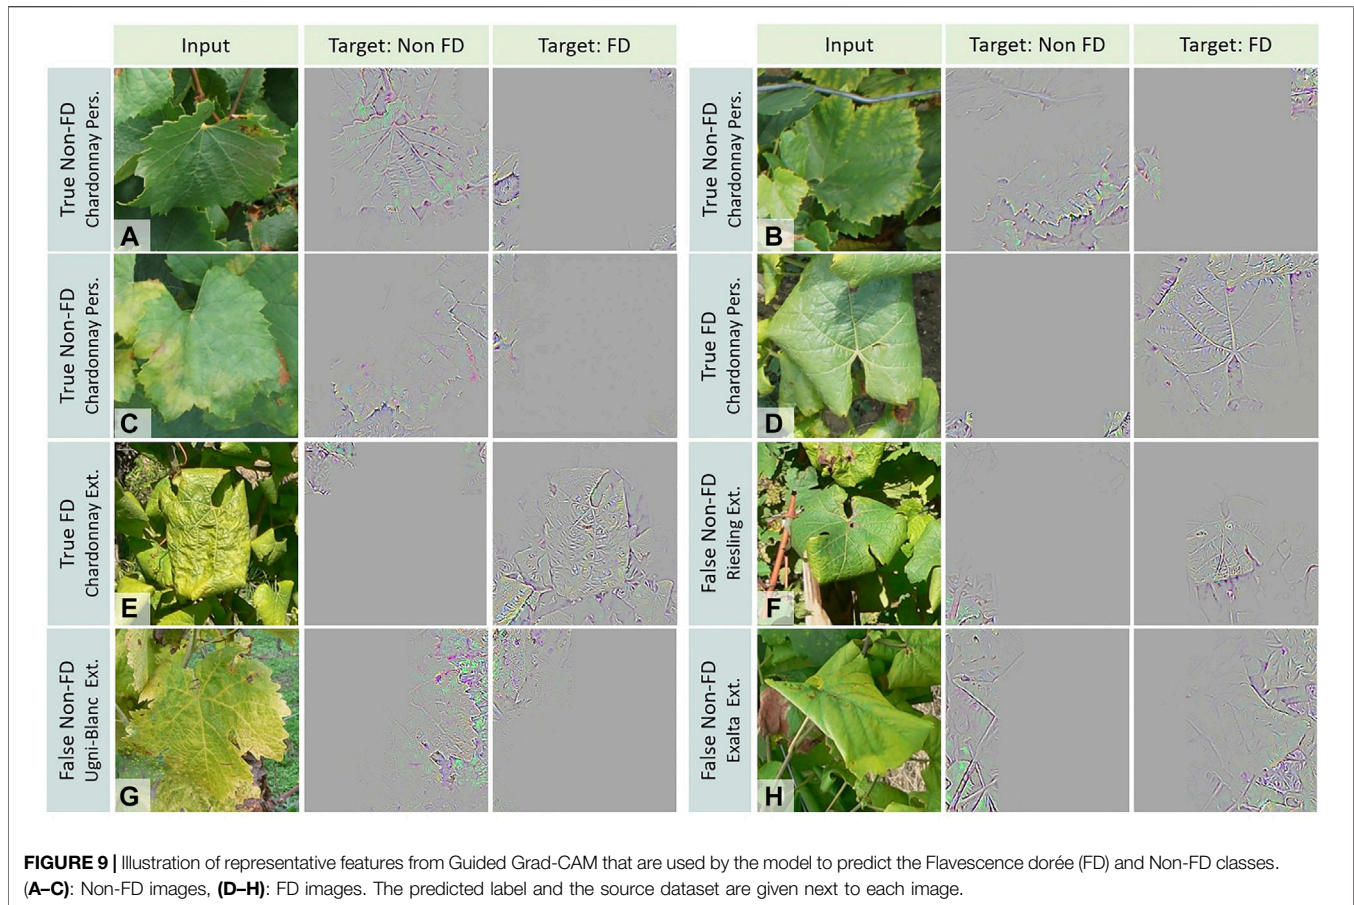 Input Target: Non FD Target: FD Input Target: Non FD Target: FD
True Non-FD
Chardonnay Pers.
A
True Non-FD
Chardonnay Pers.
B
True Non-FD
Chardonnay Pers.
C
True FD
Chardonnay Pers.
D
True FD
Chardonnay Ext.
E
False Non-FD
Riesling Ext.
F
False Non-FD
Ugni-Blanc Ext.
G
False Non-FD
Exalta Ext.
H
FIGURE 9 | Illustration of representative features from Guided Grad-CAM that are used by the model to predict the Flavescence dorée (FD) and Non-FD classes.
(A–C): Non-FD images, (D–H): FD images. The predicted label and the source dataset are given next to each image.